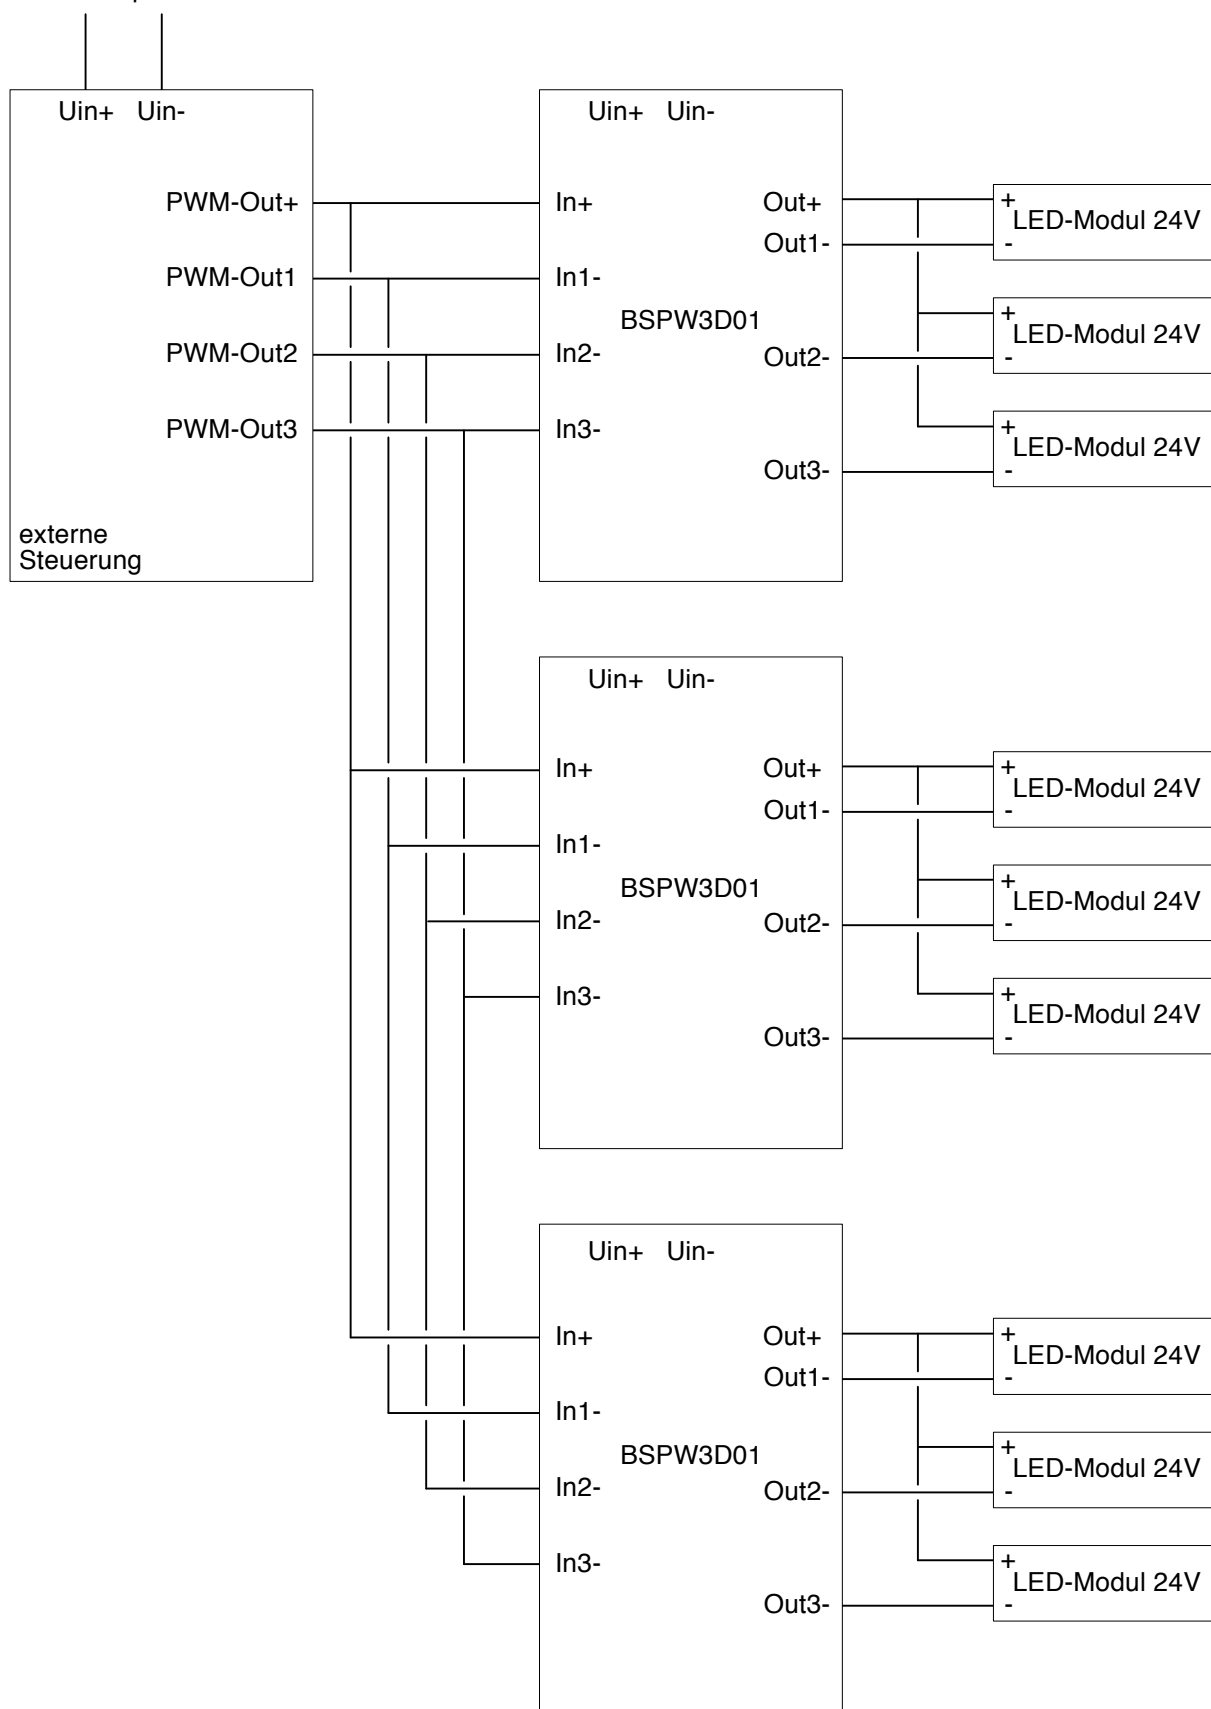 Uin+ Uin-
PWM-Out+
PWM-Out1
PWM-Out2
PWM-Out3
externe
Steuerung
Uin+ Uin-
In+
In1-
In2-
In3-
BSPW3D01
Out+
Out1-
Out2-
Out3-
+
LED-Modul 24V
-
+
LED-Modul 24V
-
+
LED-Modul 24V
-
Uin+ Uin-
In+
In1-
In2-
In3-
BSPW3D01
Out+
Out1-
Out2-
Out3-
+
LED-Modul 24V
-
+
LED-Modul 24V
-
+
LED-Modul 24V
-
Uin+ Uin-
In+
In1-
In2-
In3-
BSPW3D01
Out+
Out1-
Out2-
Out3-
+
LED-Modul 24V
-
+
LED-Modul 24V
-
+
LED-Modul 24V
-